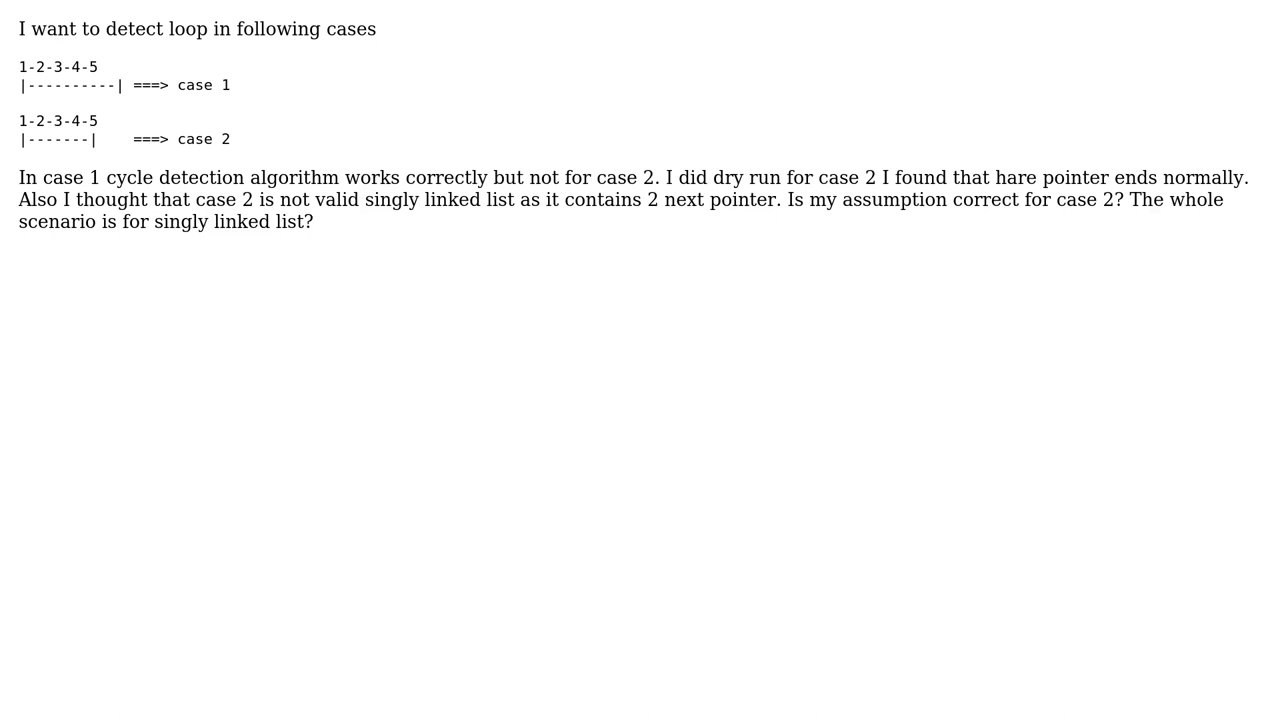 I want to detect loop in following cases
1-2-3-4-5
|----------| ===> case 1
1-2-3-4-5
|-------|    ===> case 2
In case 1 cycle detection algorithm works correctly but not for case 2. I did dry run for case 2 I found that hare pointer ends normally.
Also I thought that case 2 is not valid singly linked list as it contains 2 next pointer. Is my assumption correct for case 2? The whole
scenario is for singly linked list?